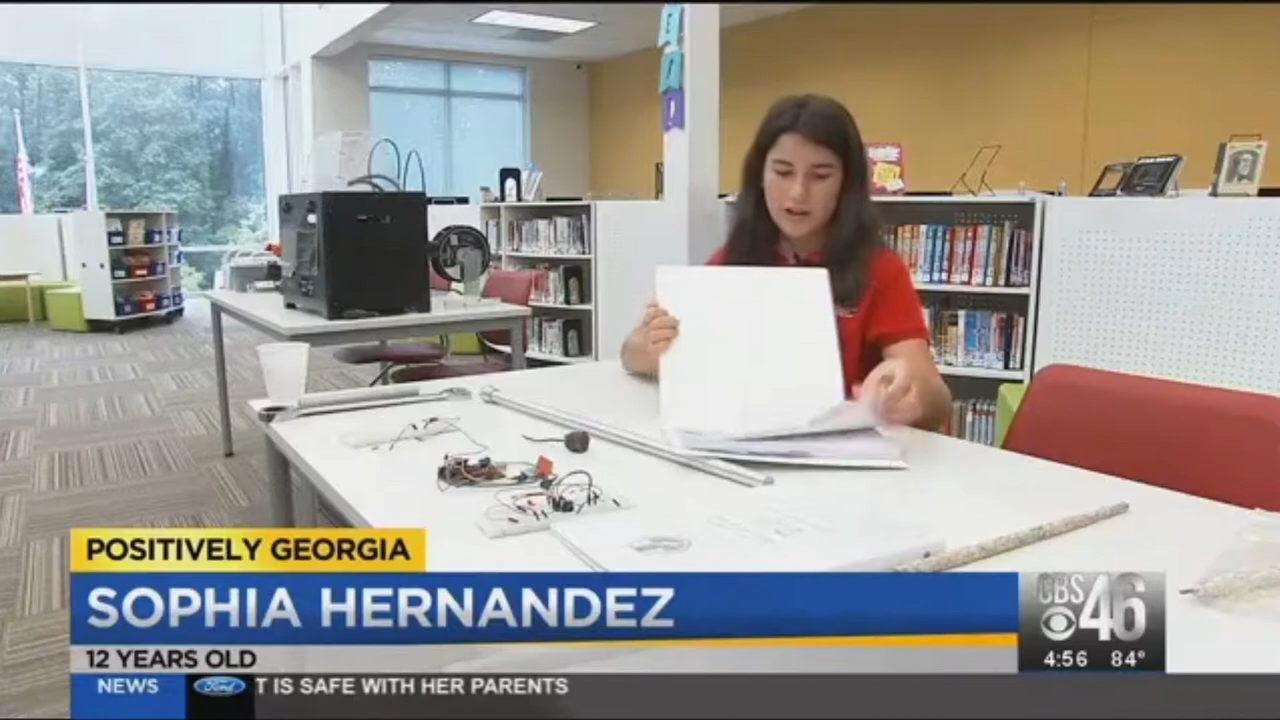 POSITIVELY GEORGIA
SOPHIA HERNANDEZ
12 YEARS OLD
CBS 46
4:56 84°
NEWS Ford T IS SAFE WITH HER PARENTS